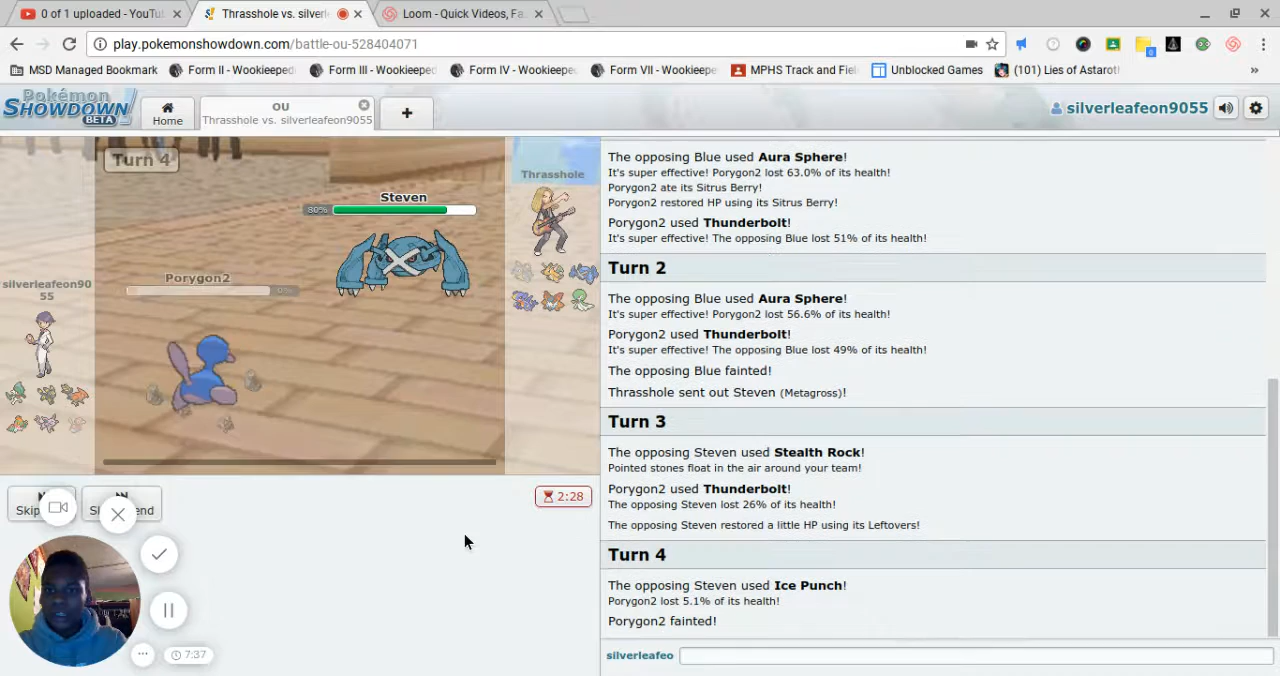 0 of 1 uploaded - YouTu
Thrasshole vs. silverl
Loom - Quick Videos, Fa
play.pokemonshowdown.com/battle-ou-528404071
MSD Managed Bookmark
Form II - Wookieeped
Form III - Wookieeped
Form IV - Wookieepe
Form VII - Wookieepe
MPHS Track and Fiel
Unblocked Games
(101) Lies of Astaroth
Pokémon
SHOWDOWN
BETA
Home
OU
Thrasshole vs. silverleafeon9055
silverleafeon9055
Turn 4
Steven
80%
Porygon2
0%
silverleafeon90
55
Thrasshole
The opposing Blue used Aura Sphere!
It's super effective! Porygon2 lost 63.0% of its health!
Porygon2 ate its Sitrus Berry!
Porygon2 restored HP using its Sitrus Berry!
Porygon2 used Thunderbolt!
It's super effective! The opposing Blue lost 51% of its health!
Turn 2
The opposing Blue used Aura Sphere!
It's super effective! Porygon2 lost 56.6% of its health!
Porygon2 used Thunderbolt!
It's super effective! The opposing Blue lost 49% of its health!
The opposing Blue fainted!
Thrasshole sent out Steven (Metagross)!
Turn 3
The opposing Steven used Stealth Rock!
Pointed stones float in the air around your team!
Porygon2 used Thunderbolt!
The opposing Steven lost 26% of its health!
The opposing Steven restored a little HP using its Leftovers!
Turn 4
The opposing Steven used Ice Punch!
Porygon2 lost 5.1% of its health!
Porygon2 fainted!
2:28
Skip
end
7:37
silverleafeo